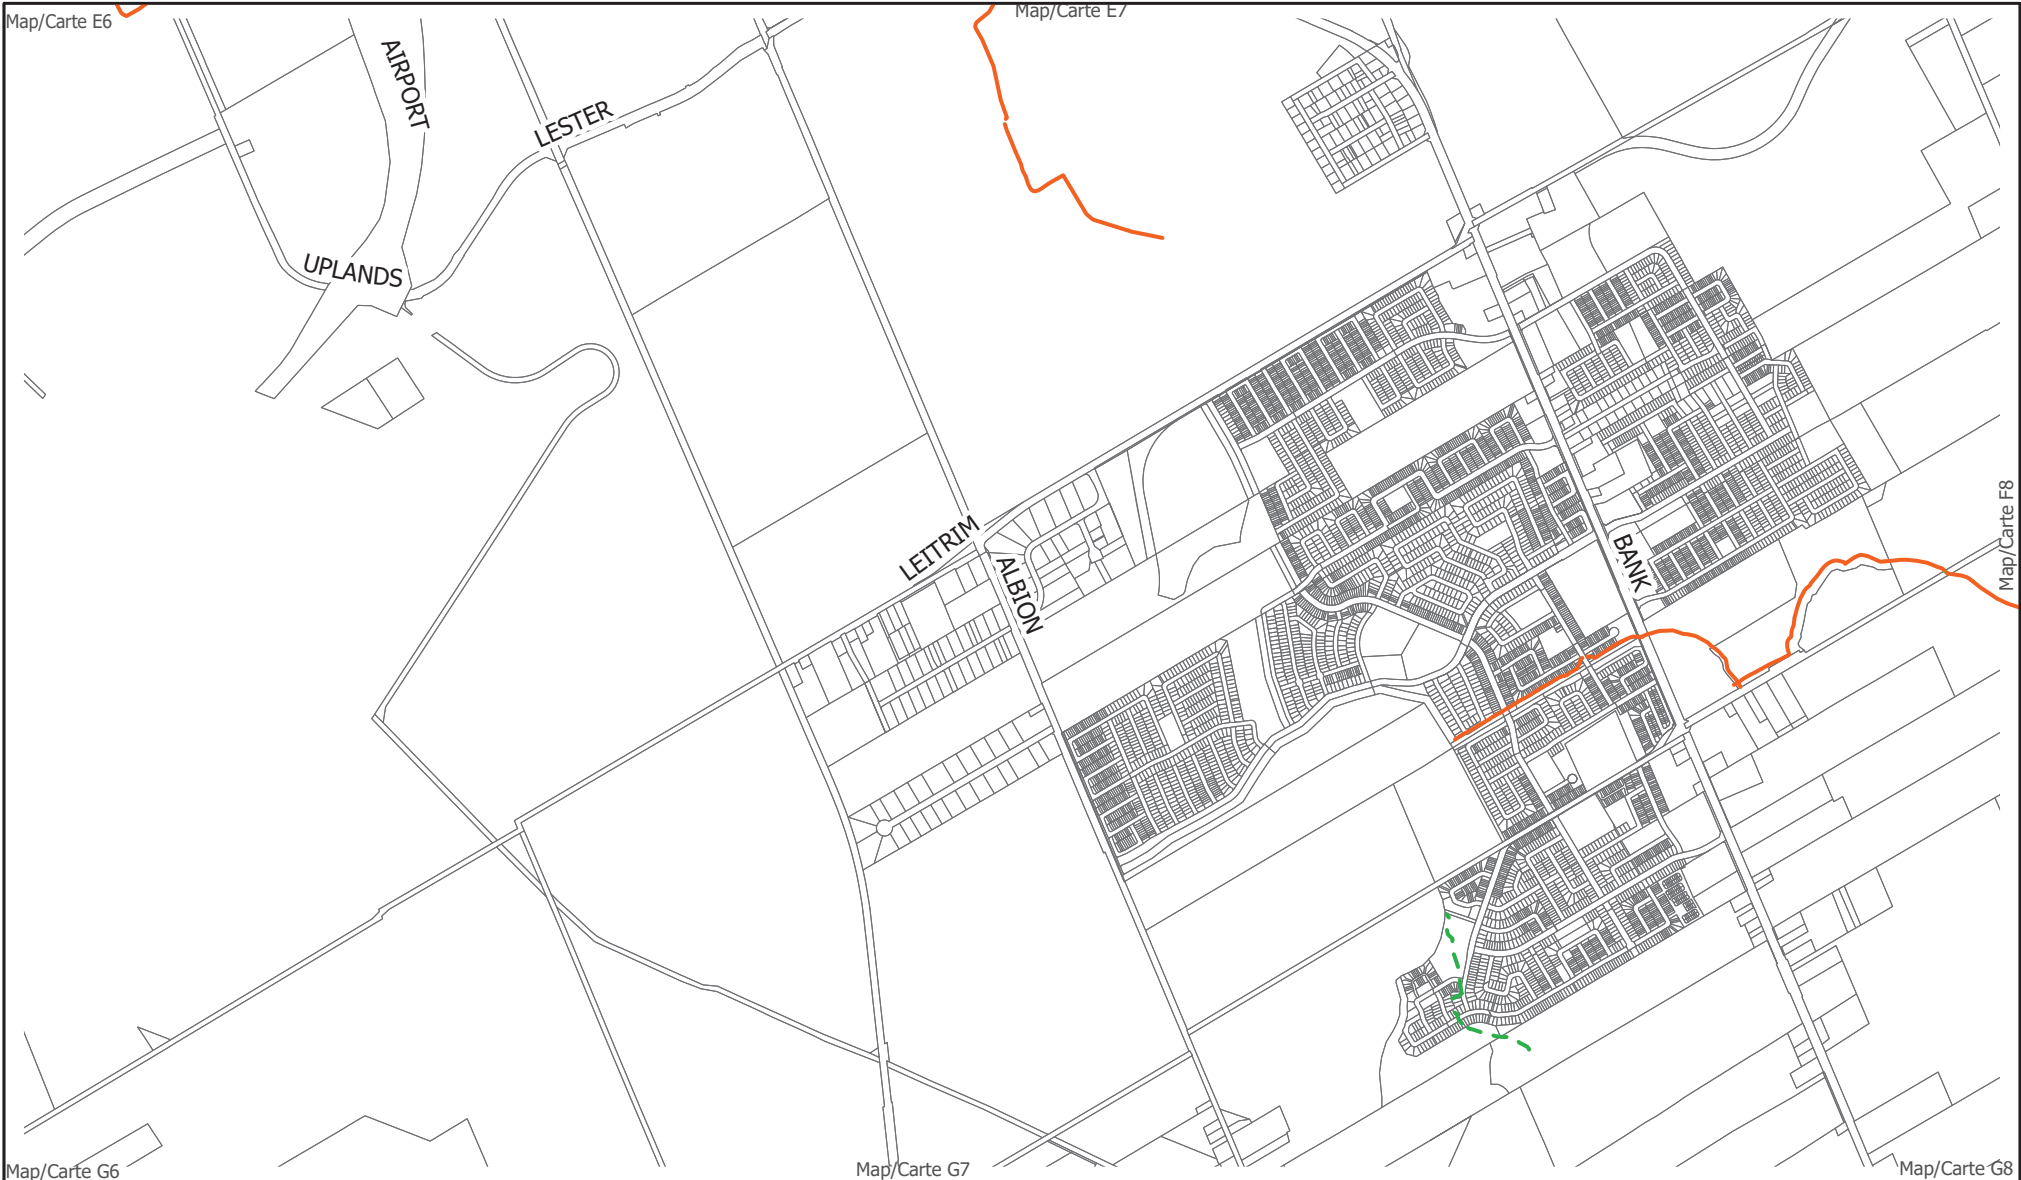 Map/Carte E6
Map/Carte E7
AIRPORT
LESTER
UPLANDS
LEITRIM
ALBION
BANK
Map/Carte F8
Map/Carte G6
Map/Carte G7
Map/Carte G8